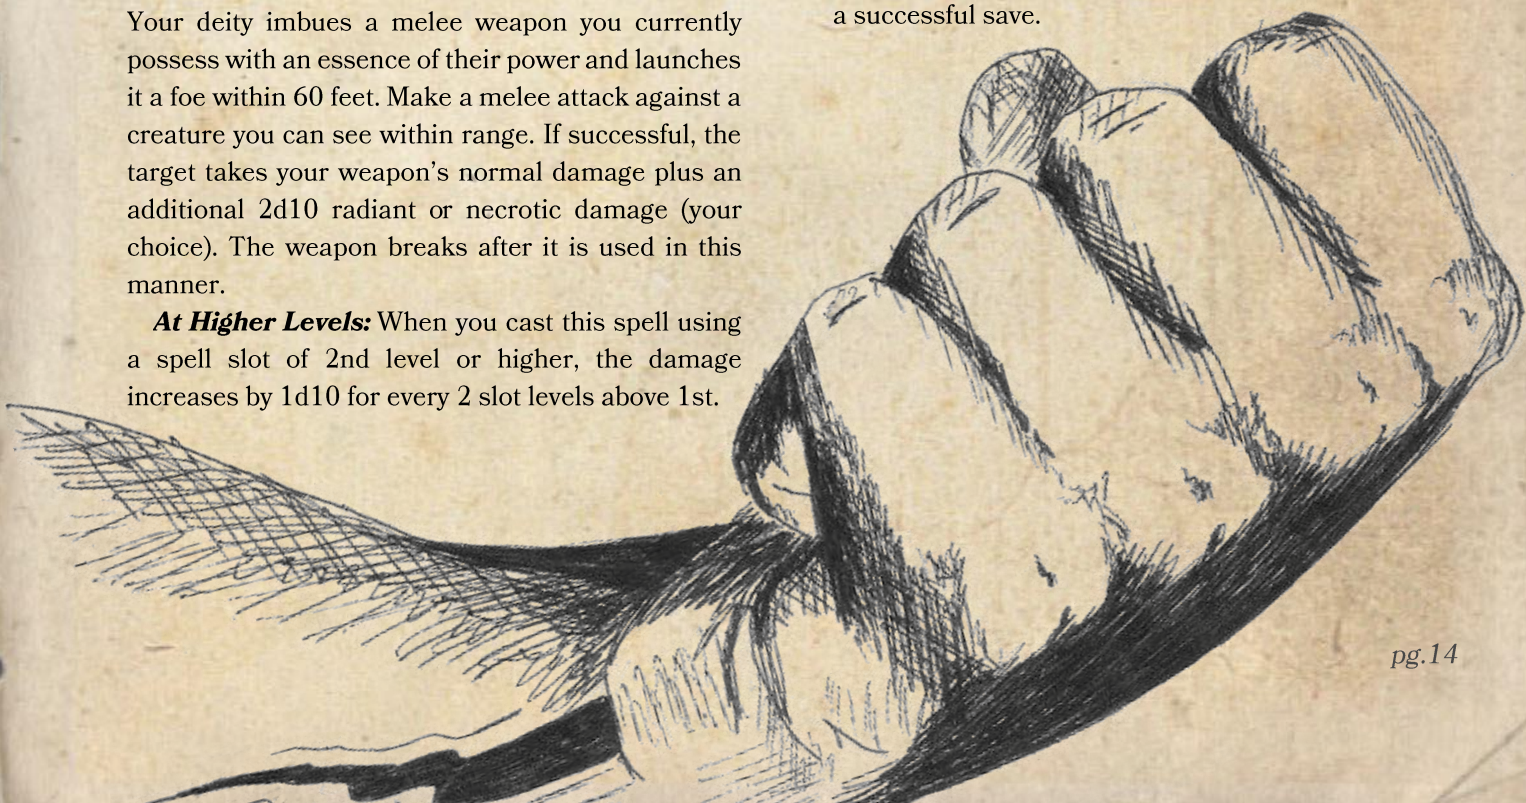 Your deity imbues a melee weapon you currently
possess with an essence of their power and launches
it a foe within 60 feet. Make a melee attack against a
creature you can see within range. If successful, the
target takes your weapon's normal damage plus an
additional 2d10 radiant or necrotic damage (your
choice). The weapon breaks after it is used in this
manner.
At Higher Levels: When you cast this spell using
a spell slot of 2nd level or higher, the damage
increases by 1d10 for every 2 slot levels above 1st.
a successful save.
pg.14